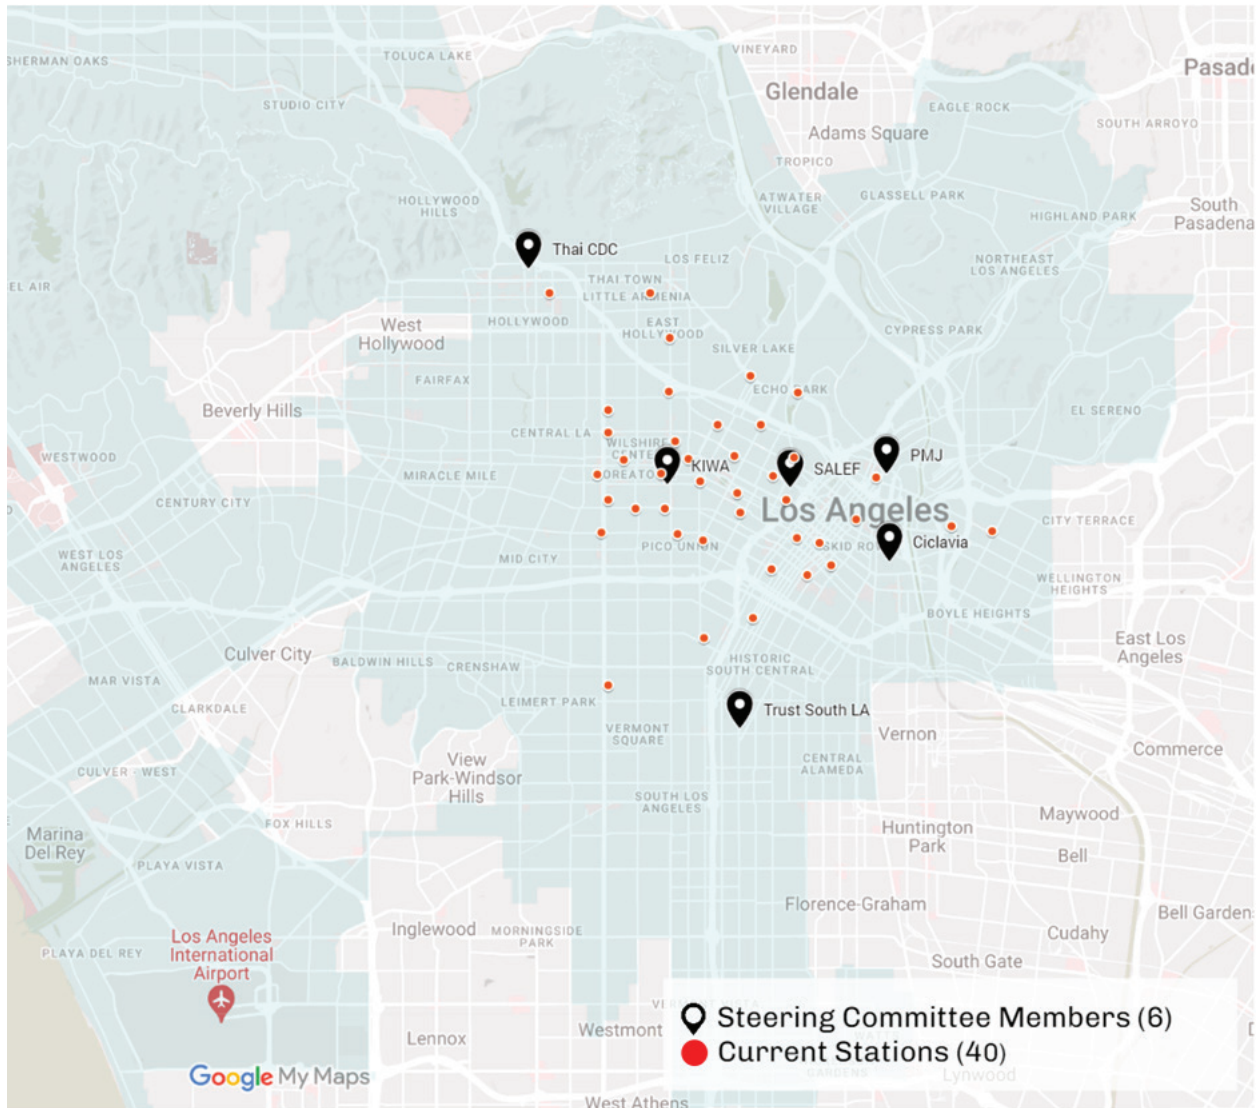 VINEYARD
TOLUCA LAKE
SHERMAN OAKS
Glendale
STUDIO CITY
EAGLE ROCK
SOUTH ARROYO
Adams Square
TROPICO
HOLLYWOOD
HILLS
ATWATER
VILLAGE
GLASSELL PARK
South
Pasadena
HIGHLAND PARK
Thai CDC
LOS FELIZ
NORTHEAST
LOS ANGELES
EL AIR
THAI TOWN
LITTLE ARMENIA
West
Hollywood
HOLLYWOOD
EAST
HOLLYWOOD
CYPRESS PARK
SILVER LAKE
FAIRFAX
ECHO PARK
Beverly Hills
EL SERENO
CENTRAL LA
WILSHIRE
CENTER
WESTWOOD
KIWA
SALEF
PMJ
MIRACLE MILE
KOREATOWN
CENTURY CITY
Los Angeles
CITY TERRACE
Ciclavia
WEST LOS
ANGELES
MID CITY
PICO UNION
SKID ROW
WELLINGTON
HEIGHTS
BOYLE HEIGHTS
East Los
Angeles
Culver City
BALDWIN HILLS
CRENSHAW
HISTORIC
SOUTH CENTRAL
MAR VISTA
CLARKDALE
LEIMERT PARK
Trust South LA
VERMONT
SQUARE
Vernon
Commerce
View
Park-Windsor
Hills
CENTRAL
ALAMEDA
CULVER - WEST
SOUTH LOS
ANGELES
FOX HILLS
Maywood
Marina
Del Rey
Huntington
Park
Bell
PLAYA VISTA
Florence-Graham
Bell Garden
Inglewood
MORNINGSIDE
PARK
Cudahy
Los Angeles
International
Airport
PLAYA DEL REY
South Gate
Steering Committee Members (6)
Westmont
Lennox
Current Stations (40)
Google My Maps
GARDENS
Lynwood
West Athens